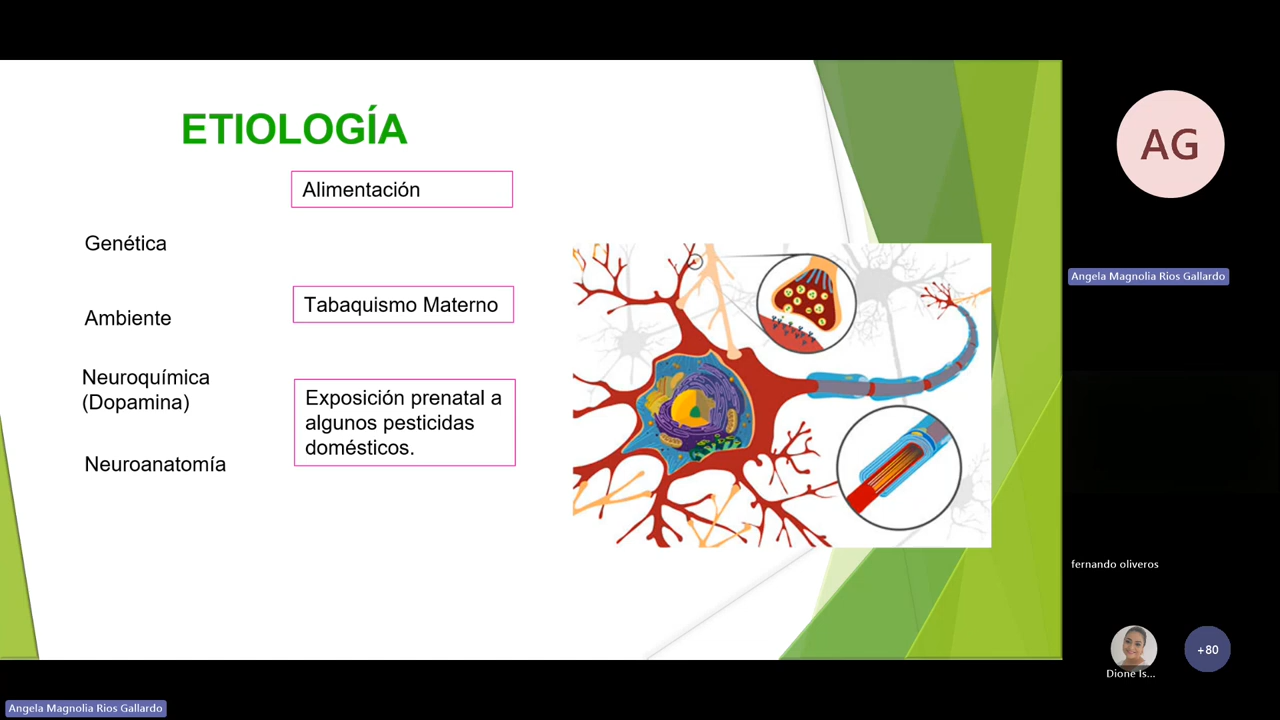 ETIOLOGÍA
Alimentación
Genética
Tabaquismo Materno
Ambiente
Neuroquímica
(Dopamina)
Exposición prenatal a
algunos pesticidas
domésticos.
Neuroanatomía
AG
Angela Magnolia Rios Gallardo
fernando oliveros
+80
Dione Is...
Angela Magnolia Rios Gallardo